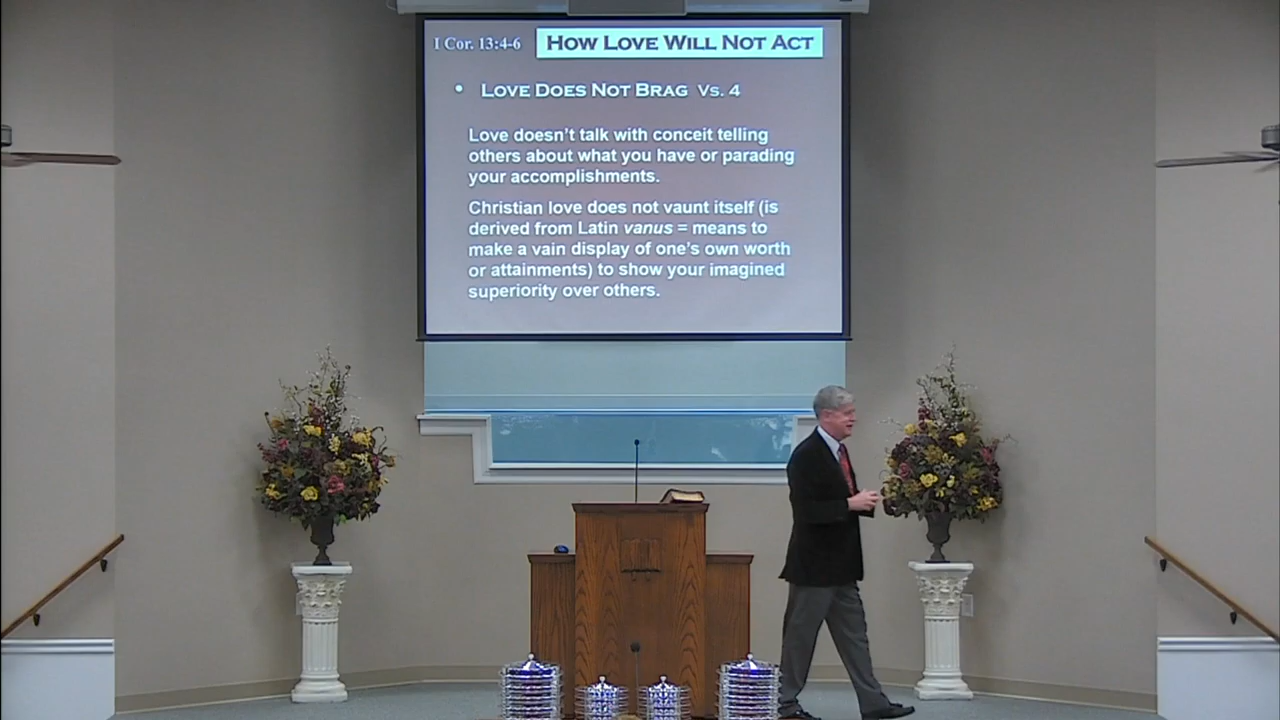 I Cor. 13:4-6
How Love Will Not Act
• Love Does Not Brag Vs. 4
Love doesn't talk with conceit telling
others about what you have or parading
your accomplishments.
Christian love does not vaunt itself (is
derived from Latin vanus = means to
make a vain display of one's own worth
or attainments) to show your imagined
superiority over others.